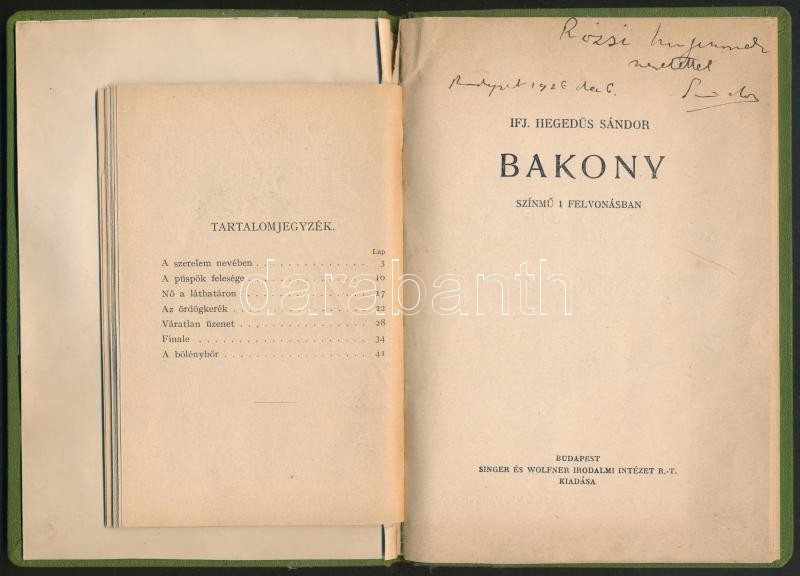 TARTALOMJEGYZÉK.
Lap
A szerelem nevében . . . . . . . . . . . . 3
A püspök felesége . . . . . . . . . . . . 10
Nő a láthatáron . . . . . . . . . . . . 17
Az ördögkerék . . . . . . . . . . . . 22
Váratlan üzenet . . . . . . . . . . . . 28
Finale . . . . . . . . . . . . 34
A bölénybőr . . . . . . . . . . . . 41
Rózsi
szeretettel
Budapest 1926 dec 6.
Sándor
IFJ. HEGEDŰS SÁNDOR
BAKONY
SZÍNMŰ 1 FELVONÁSBAN
BUDAPEST
SINGER ÉS WOLFNER IRODALMI INTÉZET R.-T.
KIADÁSA
darabanth